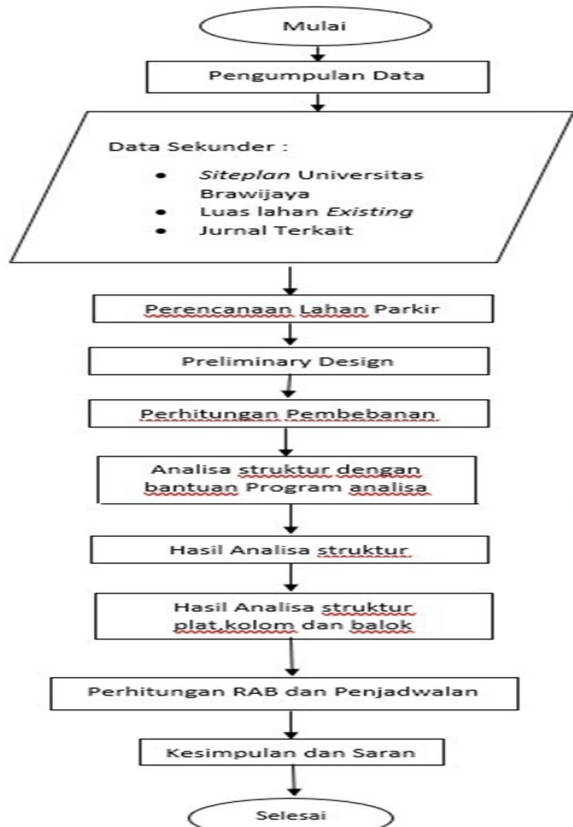 Mulai
Pengumpulan Data
Data Sekunder :
• Siteplan Universitas
Brawijaya
• Luas lahan Existing
• Jurnal Terkait
Perencanaan Lahan Parkir
Preliminary Design
Perhitungan Pembebanan
Analisa struktur dengan
bantuan Program analisa
Hasil Analisa struktur
Hasil Analisa struktur
plat,kolom dan balok
Perhitungan RAB dan Penjadwalan
Kesimpulan dan Saran
Selesai